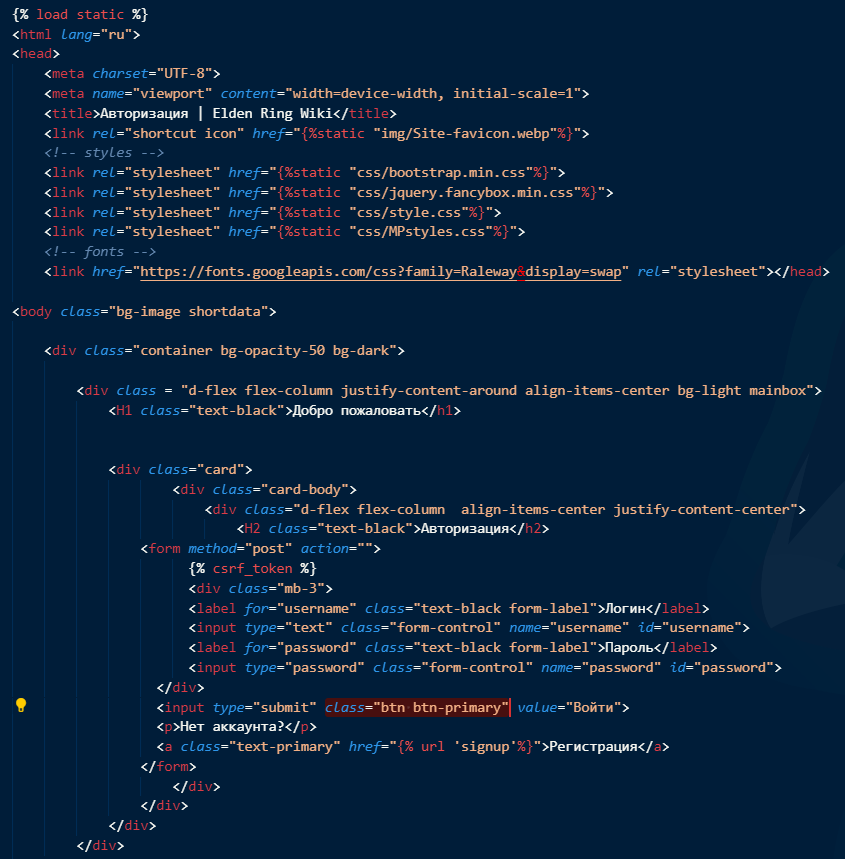 {% load static %}
<html lang="ru">
<head>
<meta charset="UTF-8">
<meta name="viewport" content="width=device-width, initial-scale=1">
<title>Авторизация | Elden Ring Wiki</title>
<link rel="shortcut icon" href="{%static "img/Site-favicon.webp"%}">
<!-- styles -->
<link rel="stylesheet" href="{%static "css/bootstrap.min.css"%}">
<link rel="stylesheet" href="{%static "css/jquery.fancybox.min.css"%}">
<link rel="stylesheet" href="{%static "css/style.css"%}">
<link rel="stylesheet" href="{%static "css/MPstyles.css"%}">
<!-- fonts -->
<link href="https://fonts.googleapis.com/css?family=Raleway&display=swap" rel="stylesheet"></head>
<body class="bg-image shortdata">
<div class="container bg-opacity-50 bg-dark">
<div class = "d-flex flex-column justify-content-around align-items-center bg-light mainbox">
<H1 class="text-black">Добро пожаловать</h1>
<div class="card">
<div class="card-body">
<div class="d-flex flex-column  align-items-center justify-content-center">
<H2 class="text-black">Авторизация</h2>
<form method="post" action="">
{% csrf_token %}
<div class="mb-3">
<label for="username" class="text-black form-label">Логин</label>
<input type="text" class="form-control" name="username" id="username">
<label for="password" class="text-black form-label">Пароль</label>
<input type="password" class="form-control" name="password" id="password">
</div>
<input type="submit" class="btn btn-primary" value="Войти">
<p>Нет аккаунта?</p>
<a class="text-primary" href="{% url 'signup'%}">Регистрация</a>
</form>
</div>
</div>
</div>
</div>